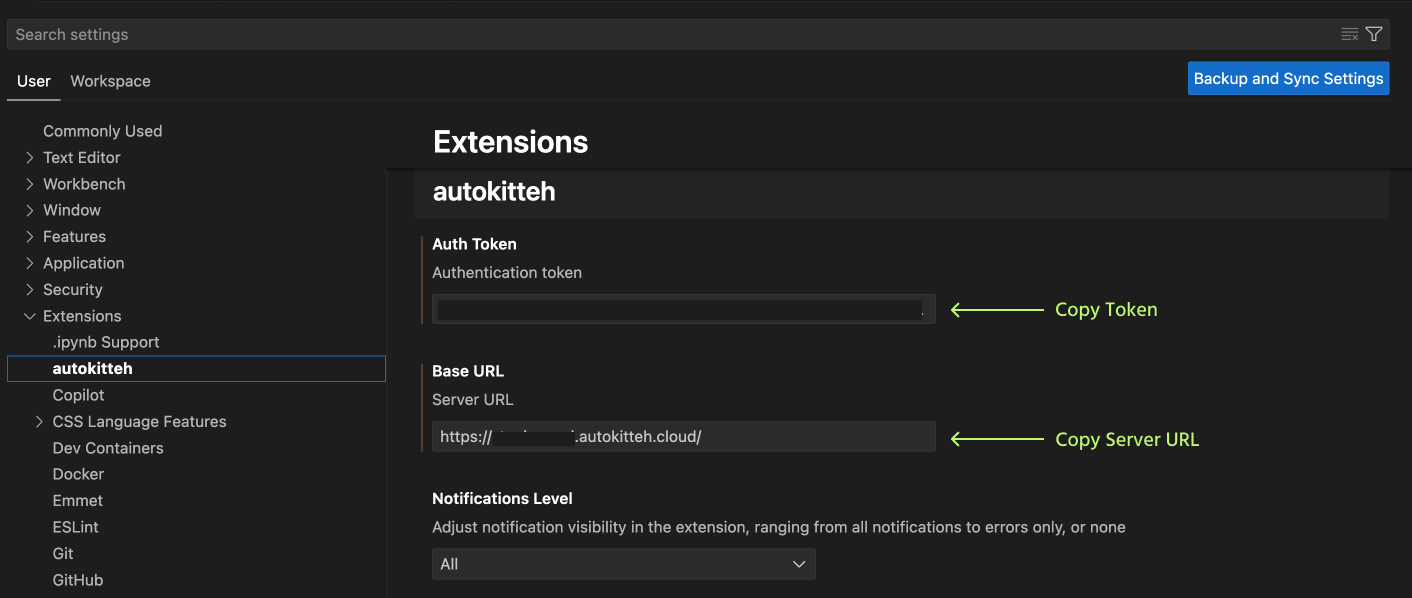 Search settings
User Workspace
Backup and Sync Settings
Commonly Used
Text Editor
Workbench
Window
Features
Application
Security
Extensions
.ipynb Support
autokitteh
Copilot
CSS Language Features
Dev Containers
Docker
Emmet
ESLint
Git
GitHub
Extensions
autokitteh
Auth Token
Authentication token
Copy Token
Base URL
Server URL
https:// .autokitteh.cloud/
Copy Server URL
Notifications Level
Adjust notification visibility in the extension, ranging from all notifications to errors only, or none
All